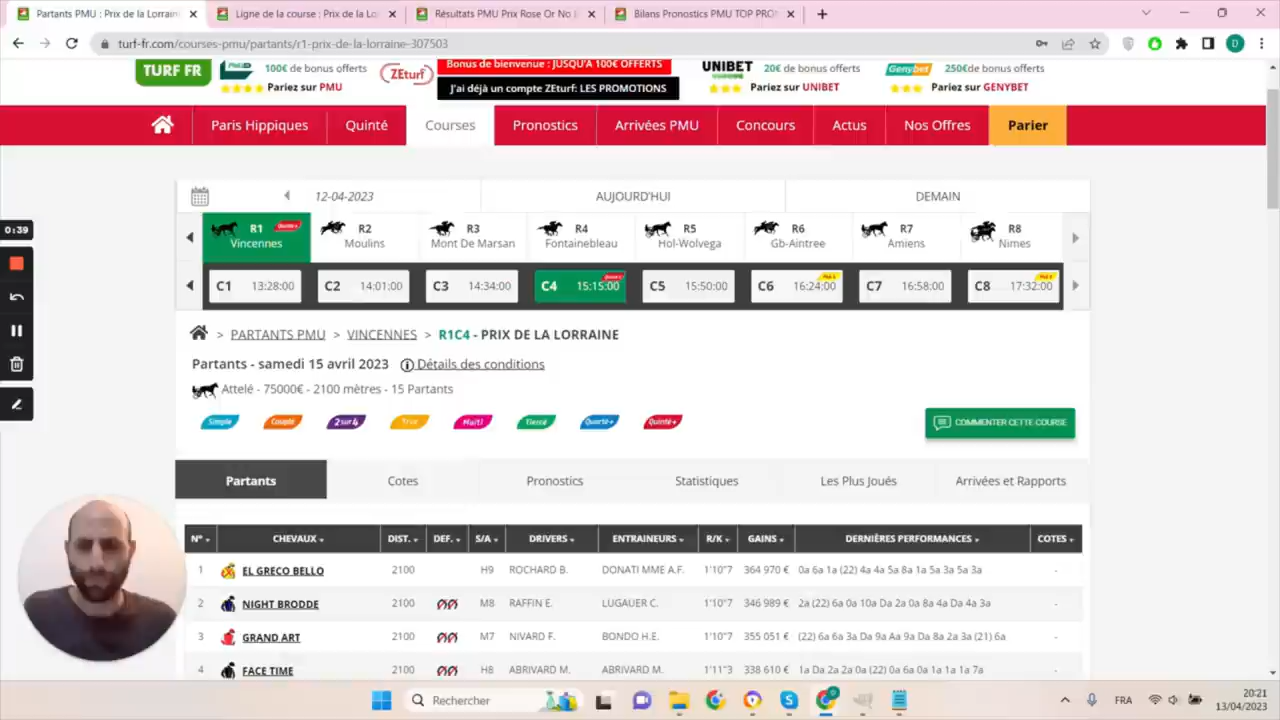 Partants PMU : Prix de la Lorrain
Ligne de la course : Prix de la Lo
Résultats PMU Prix Rose Or No
Bilans Pronostics PMU TOP PRO
turf-fr.com/courses-pmu/partants/r1-prix-de-la-lorraine-307503
TURF FR
100€ de bonus offerts
Pariez sur PMU
ZEturf
Bonus de bienvenue : JUSQU'A 100€ OFFERTS
J'ai déjà un compte ZEturf: LES PROMOTIONS
UNIBET
20€ de bonus offerts
Pariez sur UNIBET
Genybet
250€de bonus offerts
Pariez sur GENYBET
Paris Hippiques Quinté Courses Pronostics Arrivées PMU Concours Actus Nos Offres Parier
12-04-2023 AUJOURD'HUI DEMAIN
R1 Quinté+ R2 R3 R4 R5 R6 R7 R8
Vincennes Moulins Mont De Marsan Fontainebleau Hol-Wolvega Gb-Aintree Amiens Nimes
C1 13:28:00 C2 14:01:00 C3 14:34:00 C4 15:15:00 C5 15:50:00 C6 16:24:00 C7 16:58:00 C8 17:32:00
0:39
> PARTANTS PMU > VINCENNES > R1C4 - PRIX DE LA LORRAINE
Partants - samedi 15 avril 2023 Détails des conditions
Attelé - 75000€ - 2100 mètres - 15 Partants
Simple Couplé 2sur4 Trio Multi Tiercé Quarté+ Quinté+
COMMENTER CETTE COURSE
Partants Cotes Pronostics Statistiques Les Plus Joués Arrivées et Rapports
N° CHEVAUX DIST. DEF. S/A DRIVERS ENTRAINEURS R/K GAINS DERNIÈRES PERFORMANCES COTES
1 EL GRECO BELLO 2100 H9 ROCHARD B. DONATI MME A.F. 1'10"7 364 970 € 0a 6a 1a (22) 4a 4a 5a 8a 1a 5a 3a 5a 3a -
2 NIGHT BRODDE 2100 M8 RAFFIN E. LUGAUER C. 1'10"7 346 989 € 2a (22) 6a 0a 10a Da 2a 0a 8a 4a Da 4a 3a -
3 GRAND ART 2100 M7 NIVARD F. BONDO H.E. 1'10"7 355 051 € (22) 6a 6a 3a Da 9a Aa 9a Da 8a 2a 3a (21) 6a -
4 FACE TIME 2100 H8 ABRIVARD M. ABRIVARD M. 1'11"3 338 610 € 1a Da 2a 2a 0a (22) 0a 6a 0a 1a 1a 1a 7a -
Rechercher
FRA
20:21
13/04/2023